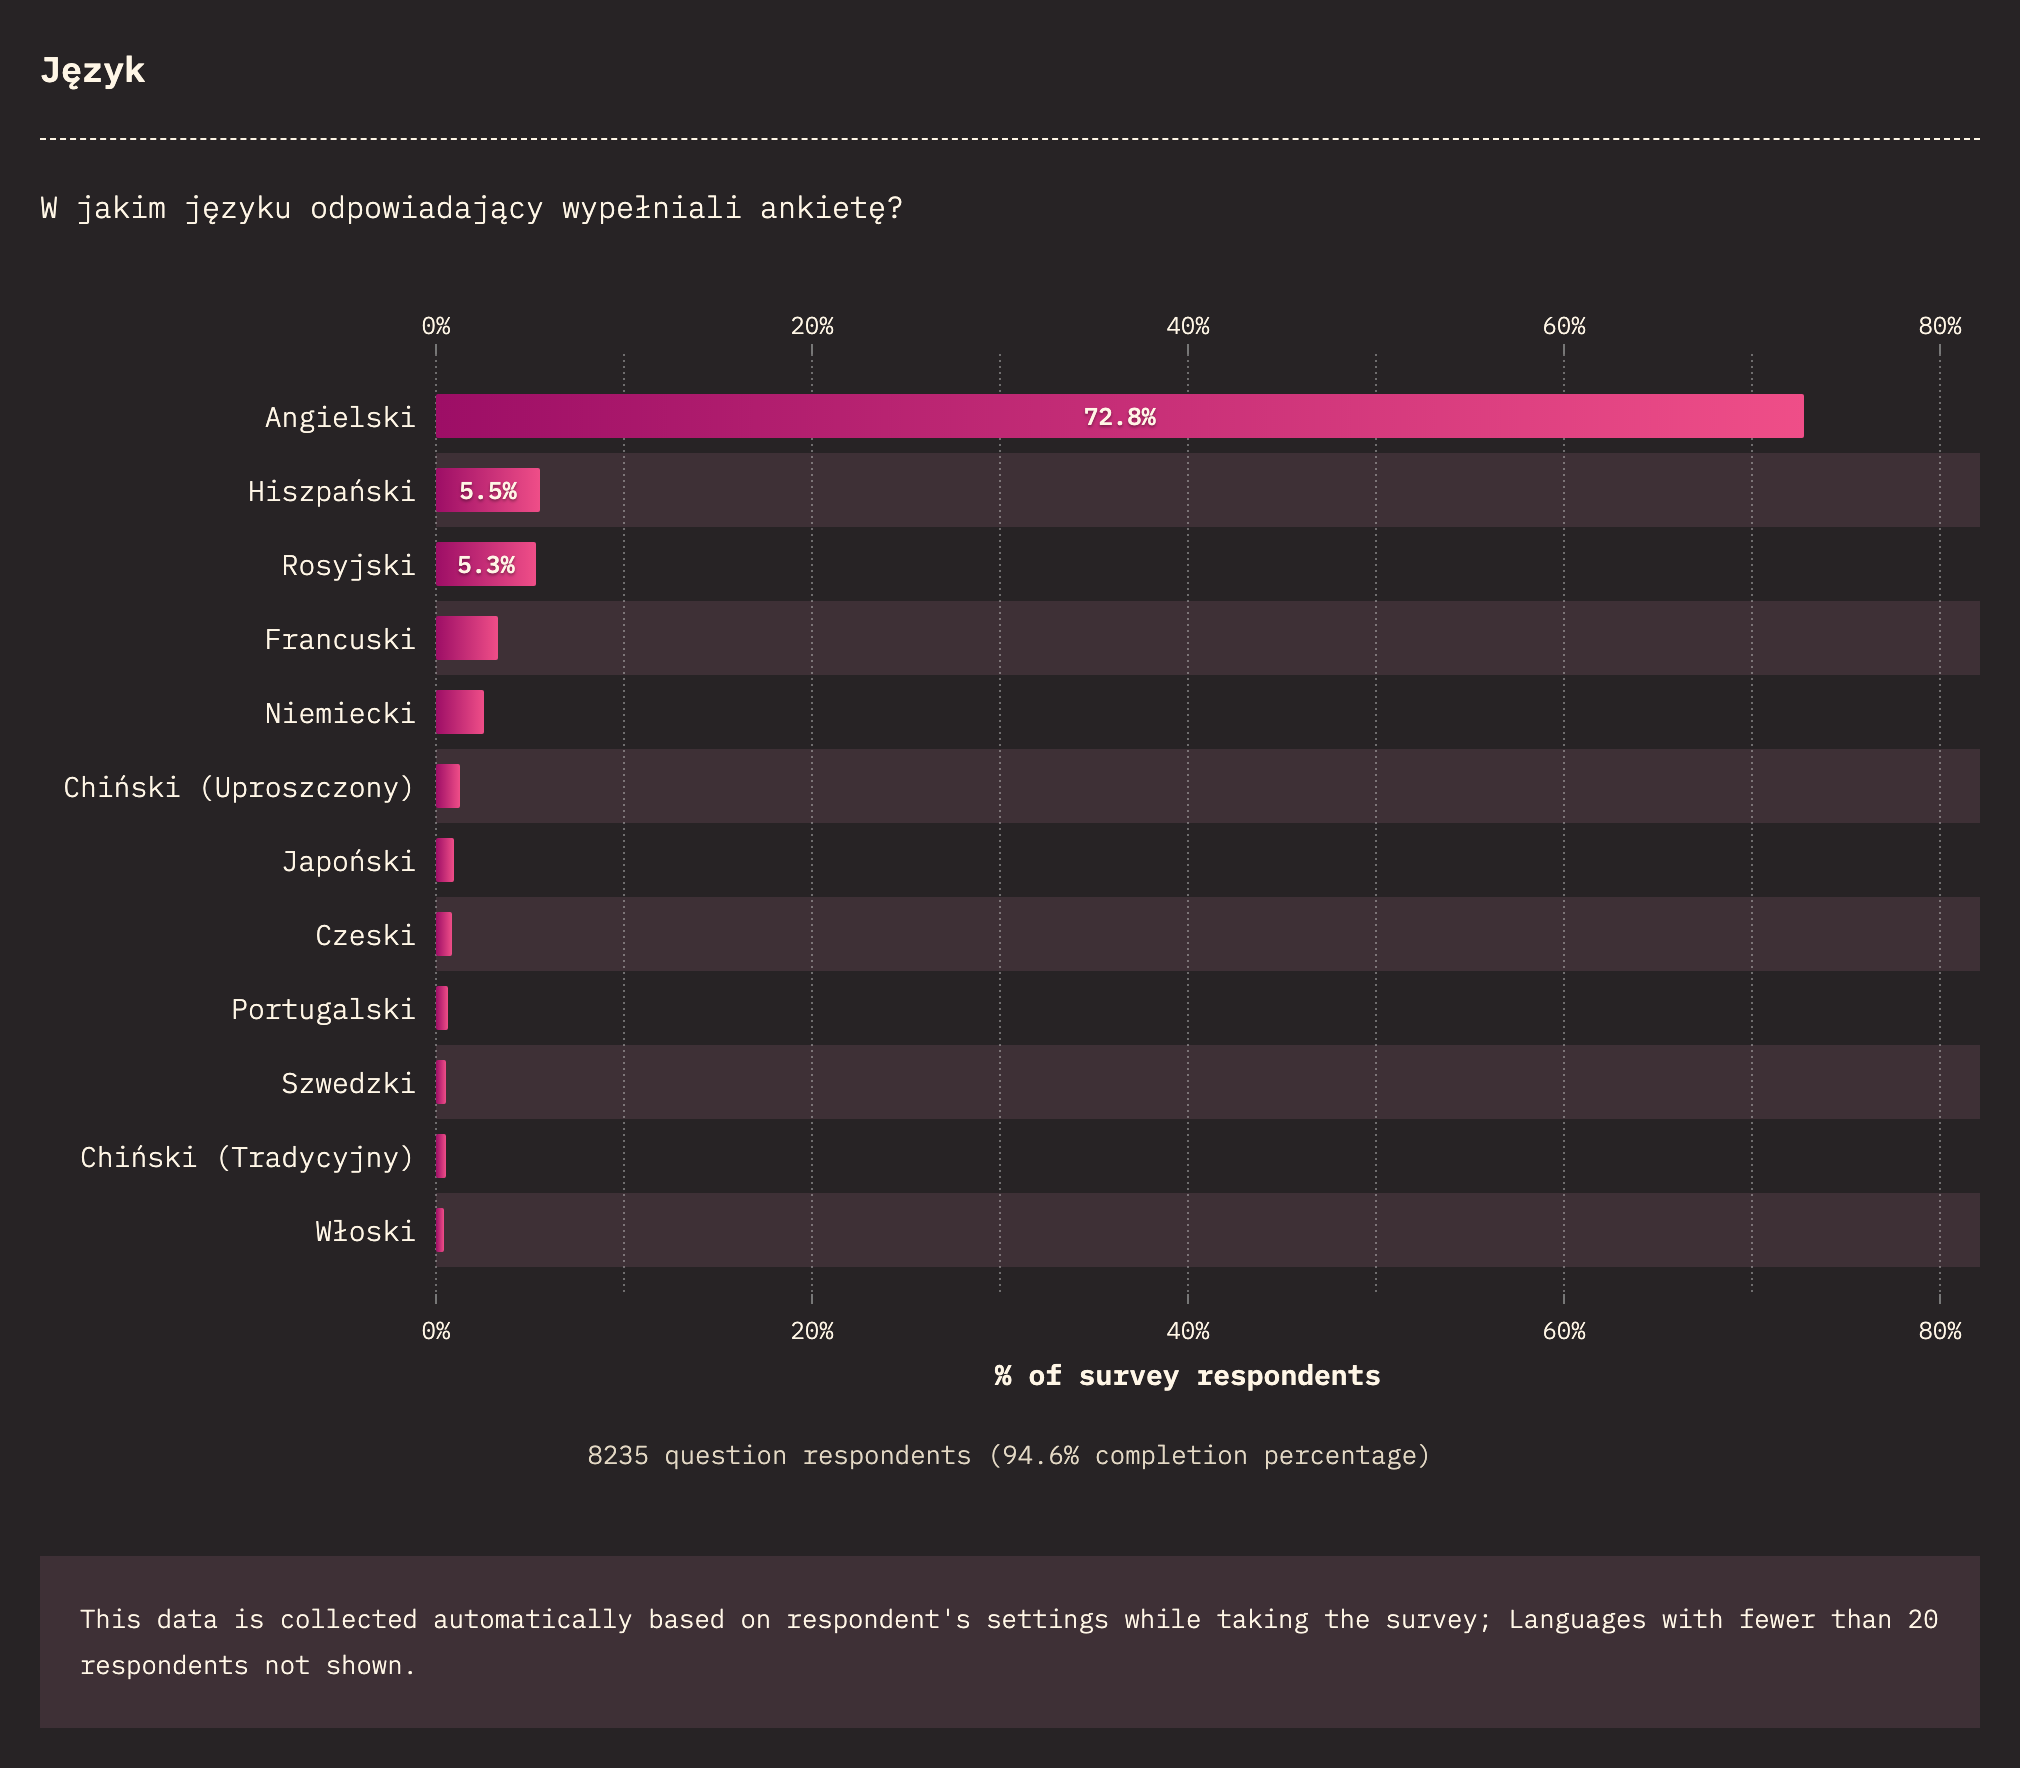 Język
W jakim języku odpowiadający wypełniali ankietę?
0% 20% 40% 60% 80%
Angielski 72.8%
Hiszpański 5.5%
Rosyjski 5.3%
Francuski
Niemiecki
Chiński (Uproszczony)
Japoński
Czeski
Portugalski
Szwedzki
Chiński (Tradycyjny)
Włoski
0% 20% 40% 60% 80%
% of survey respondents
8235 question respondents (94.6% completion percentage)
This data is collected automatically based on respondent's settings while taking the survey; Languages with fewer than 20
respondents not shown.